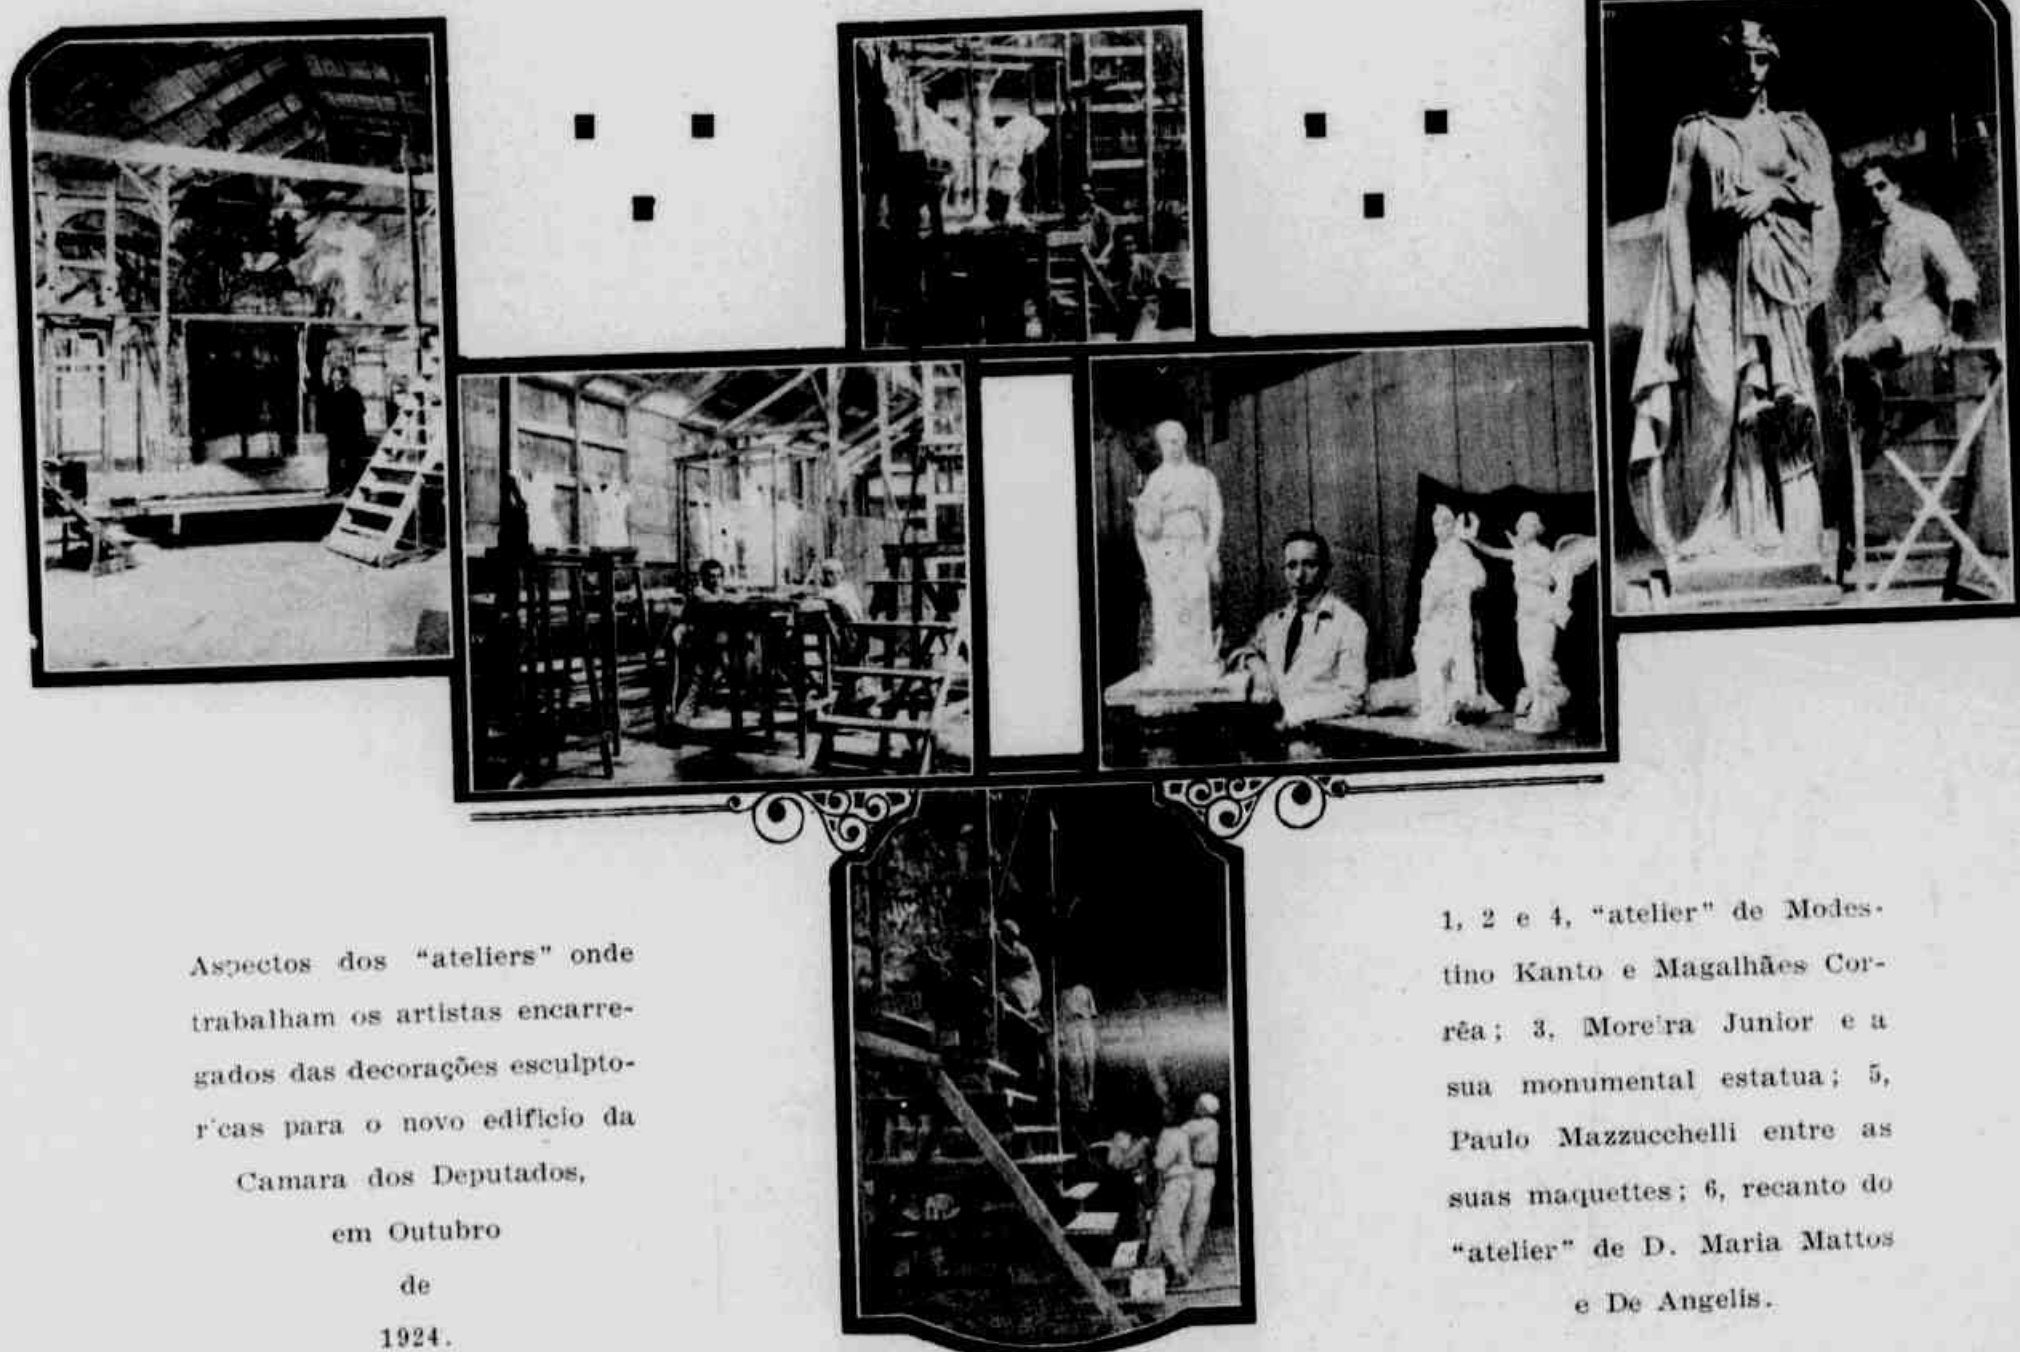 Aspectos dos “ateliers” onde
trabalham os artistas encarre-
gados das decorações esculpto-
r'cas para o novo edificio da
Camara dos Deputados,
em Outubro
de
1924.
1, 2 e 4, “atelier” de Modes-
tino Kanto e Magalhães Cor-
rêa; 3, Moreira Junior e a
sua monumental estatua; 5,
Paulo Mazzucchelli entre as
suas maquettes; 6, recanto do
“atelier” de D. Maria Mattos
e De Angelis.